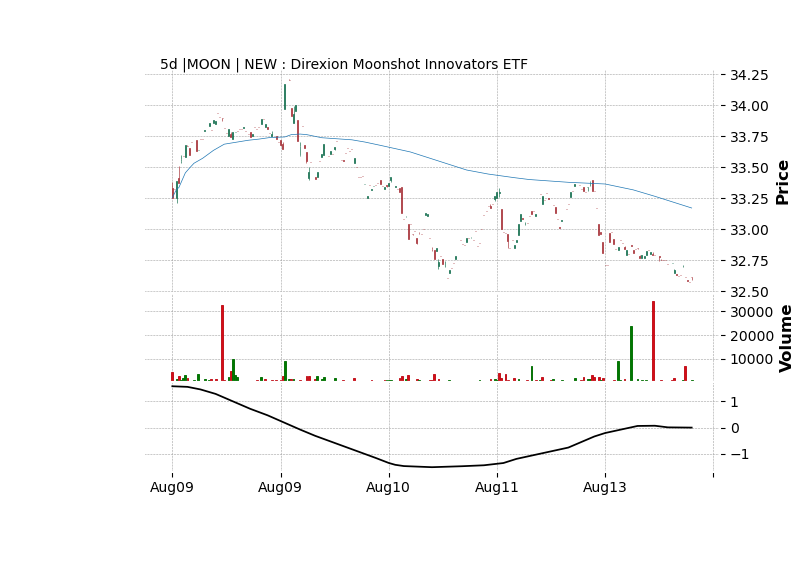 5d |MOON | NEW : Direxion Moonshot Innovators ETF
34.25
34.00
33.75
33.50
33.25
33.00
32.75
32.50
Price
30000
20000
10000
Volume
1
0
−1
Aug09
Aug09
Aug10
Aug11
Aug13